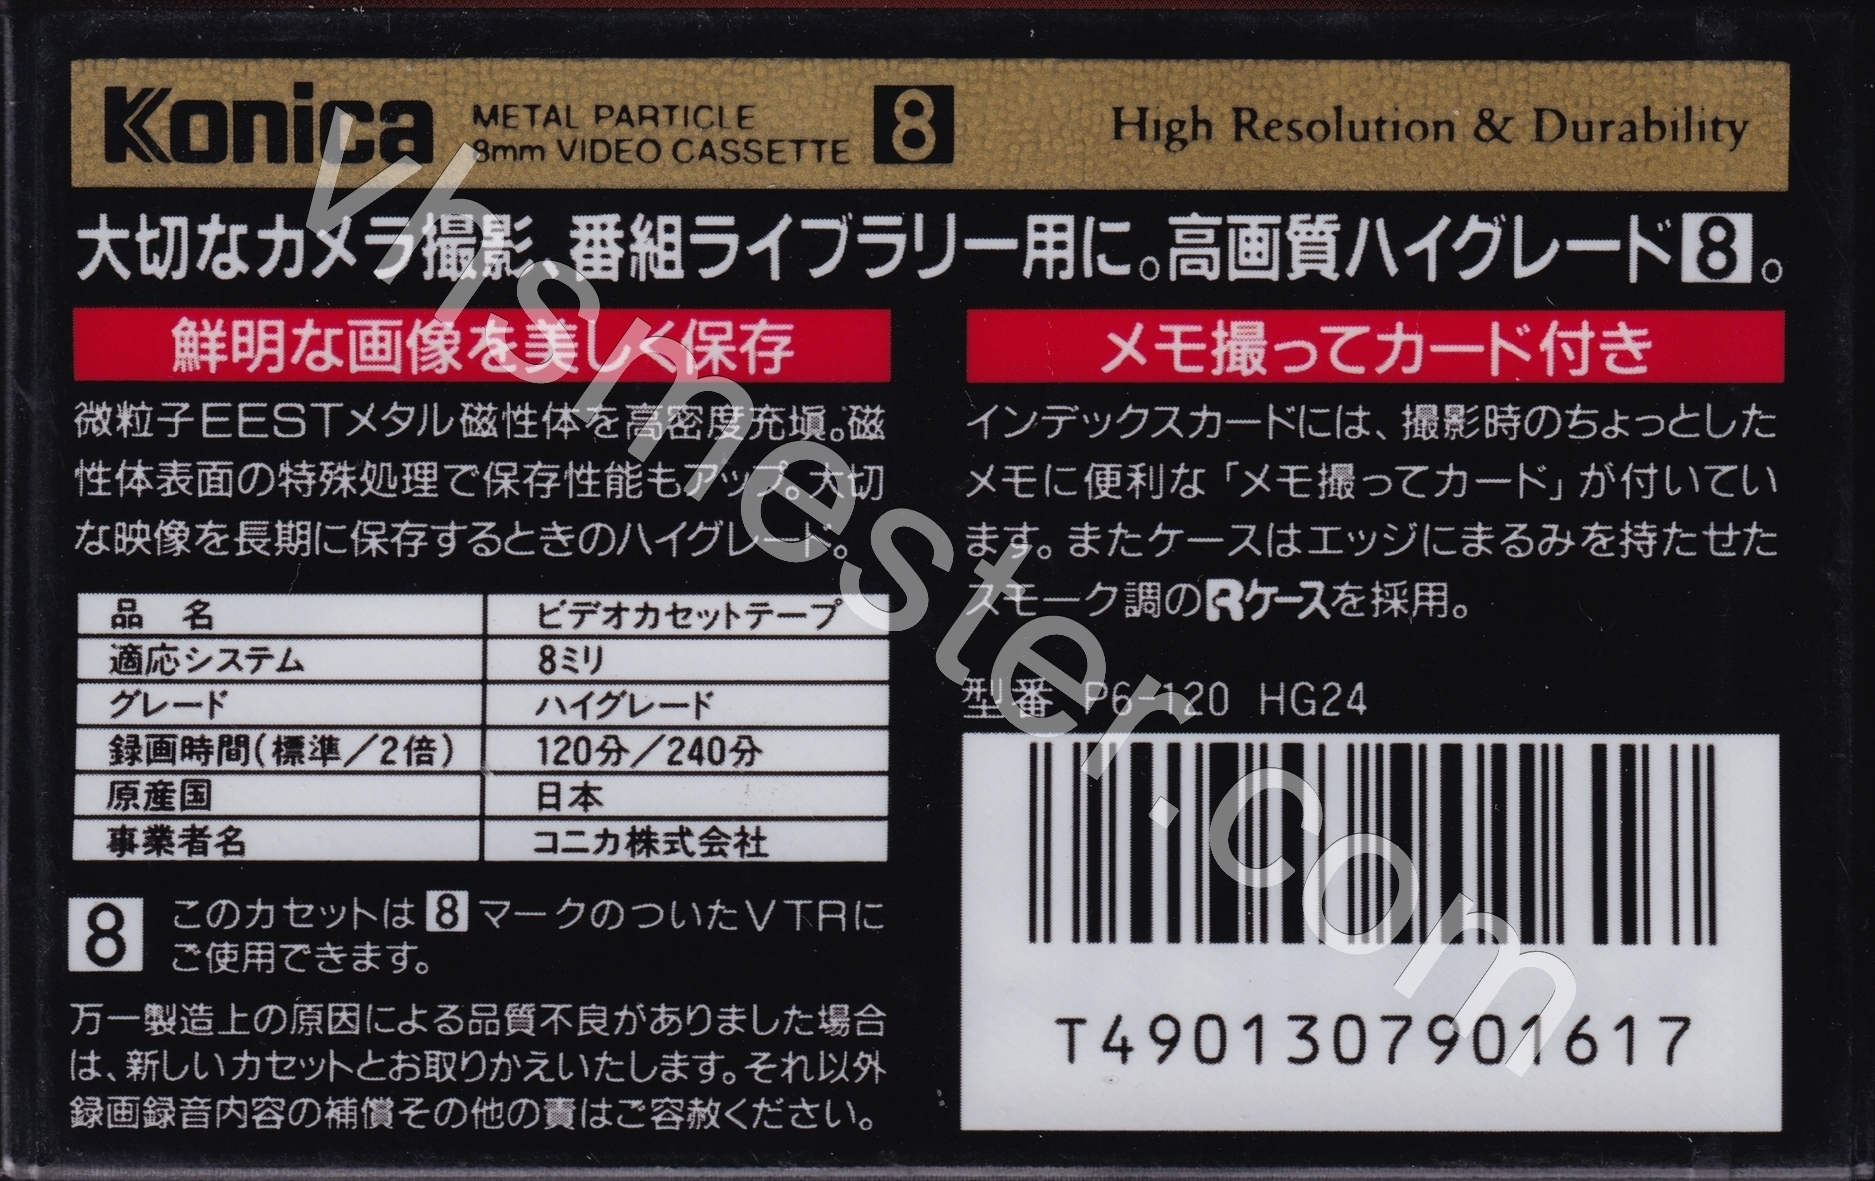 Konica METAL PARTICLE 8mm VIDEO CASSETTE 8 High Resolution & Durability
大切なカメラ撮影、番組ライブラリー用に。高画質ハイグレード8。
鮮明な画像を美しく保存
微粒子EESTメタル磁性体を高密度充塡。磁
性体表面の特殊処理で保存性能もアップ。大切
な映像を長期に保存するときのハイグレード。
品 名 ビデオカセットテープ
適応システム 8ミリ
グレード ハイグレード
録画時間(標準/2倍) 120分/240分
原産国 日本
事業者名 コニカ株式会社
8 このカセットは8マークのついたVTRに
ご使用できます。
万一製造上の原因による品質不良がありました場合
は、新しいカセットとお取りかえいたします。それ以外
録画録音内容の補償その他の責はご容赦ください。
メモ撮ってカード付き
インデックスカードには、撮影時のちょっとした
メモに便利な「メモ撮ってカード」が付いてい
ます。またケースはエッジにまるみを持たせた
スモーク調のRケースを採用。
型番 P6-120 HG24
T4901307901617
vhsmester.com